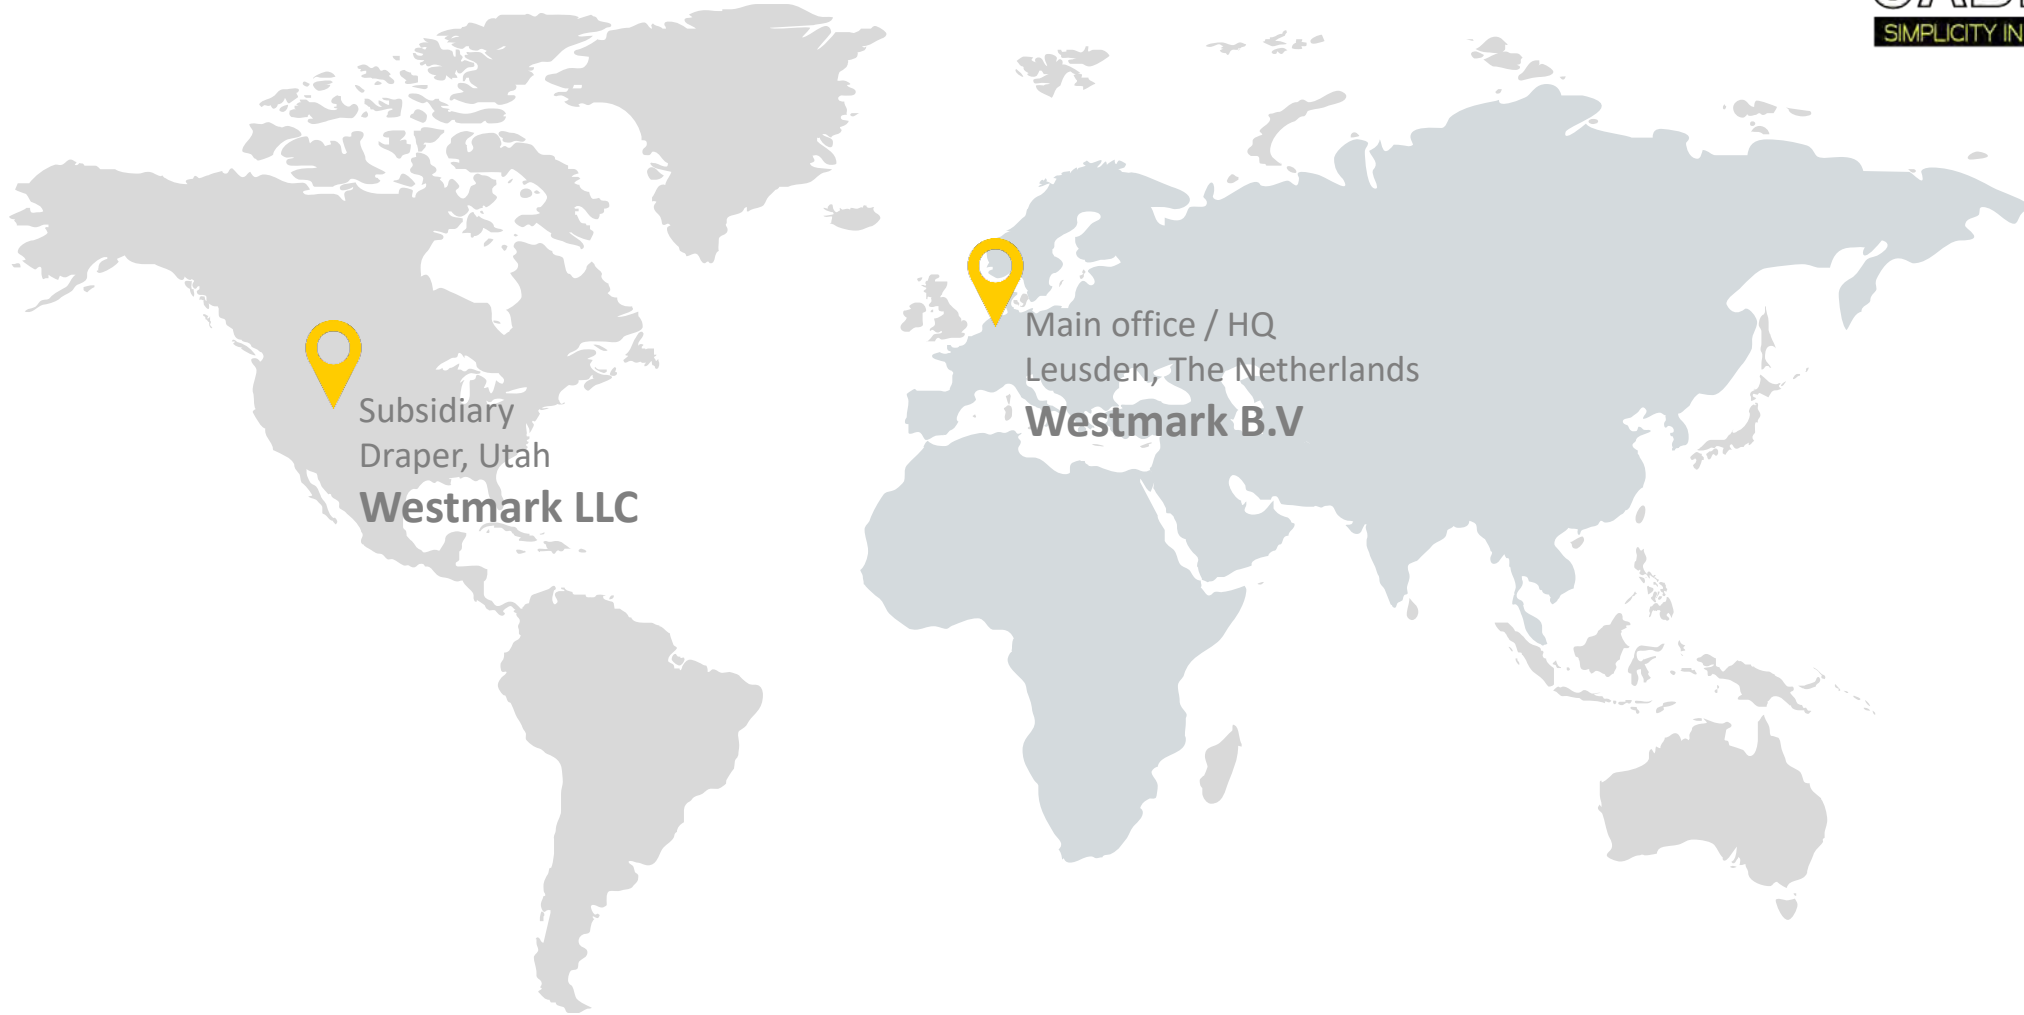 SIMPLICITY IN
Main office / HQ
Leusden, The Netherlands
Westmark B.V
Subsidiary
Draper, Utah
Westmark LLC